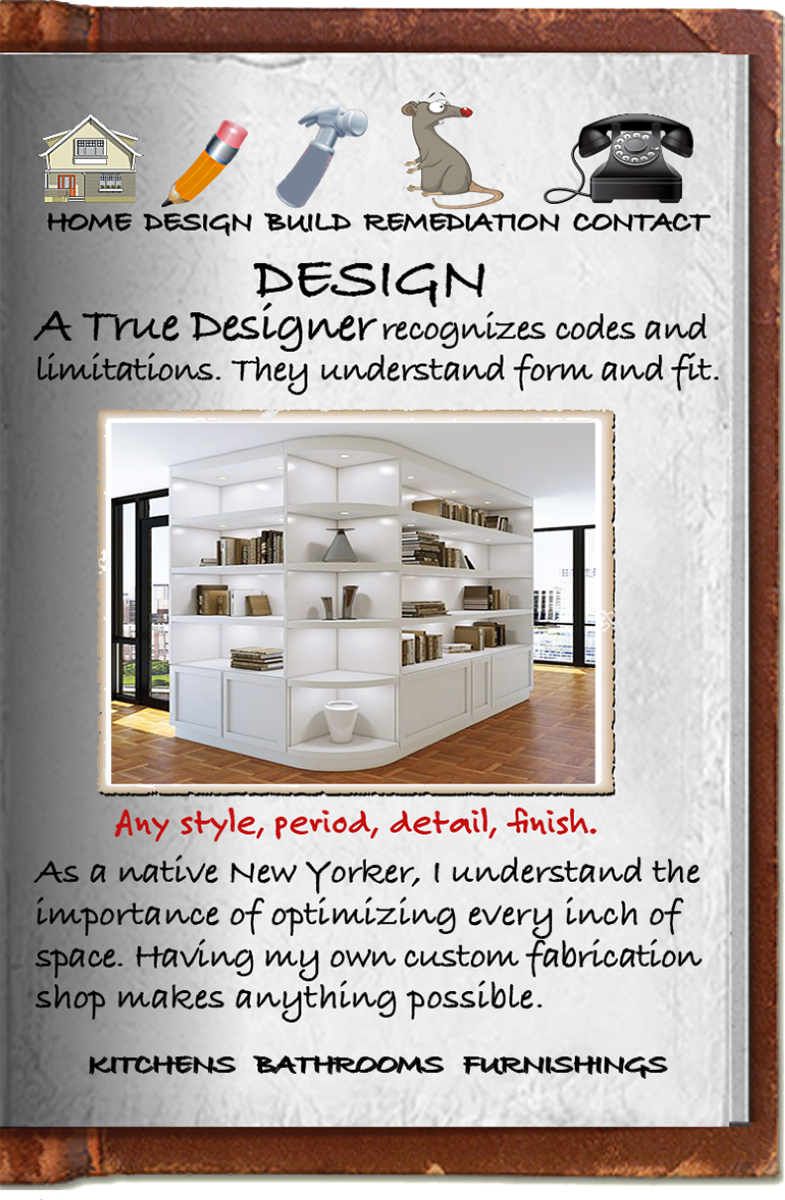 HOME DESIGN BUILD REMEDIATION CONTACT
DESIGN
A True Designer recognizes codes and
limitations. They understand form and fit.
Any style, period, detail, finish.
As a native New Yorker, I understand the
importance of optimizing every inch of
space. Having my own custom fabrication
shop makes anything possible.
KITCHENS BATHROOMS FURNISHINGS